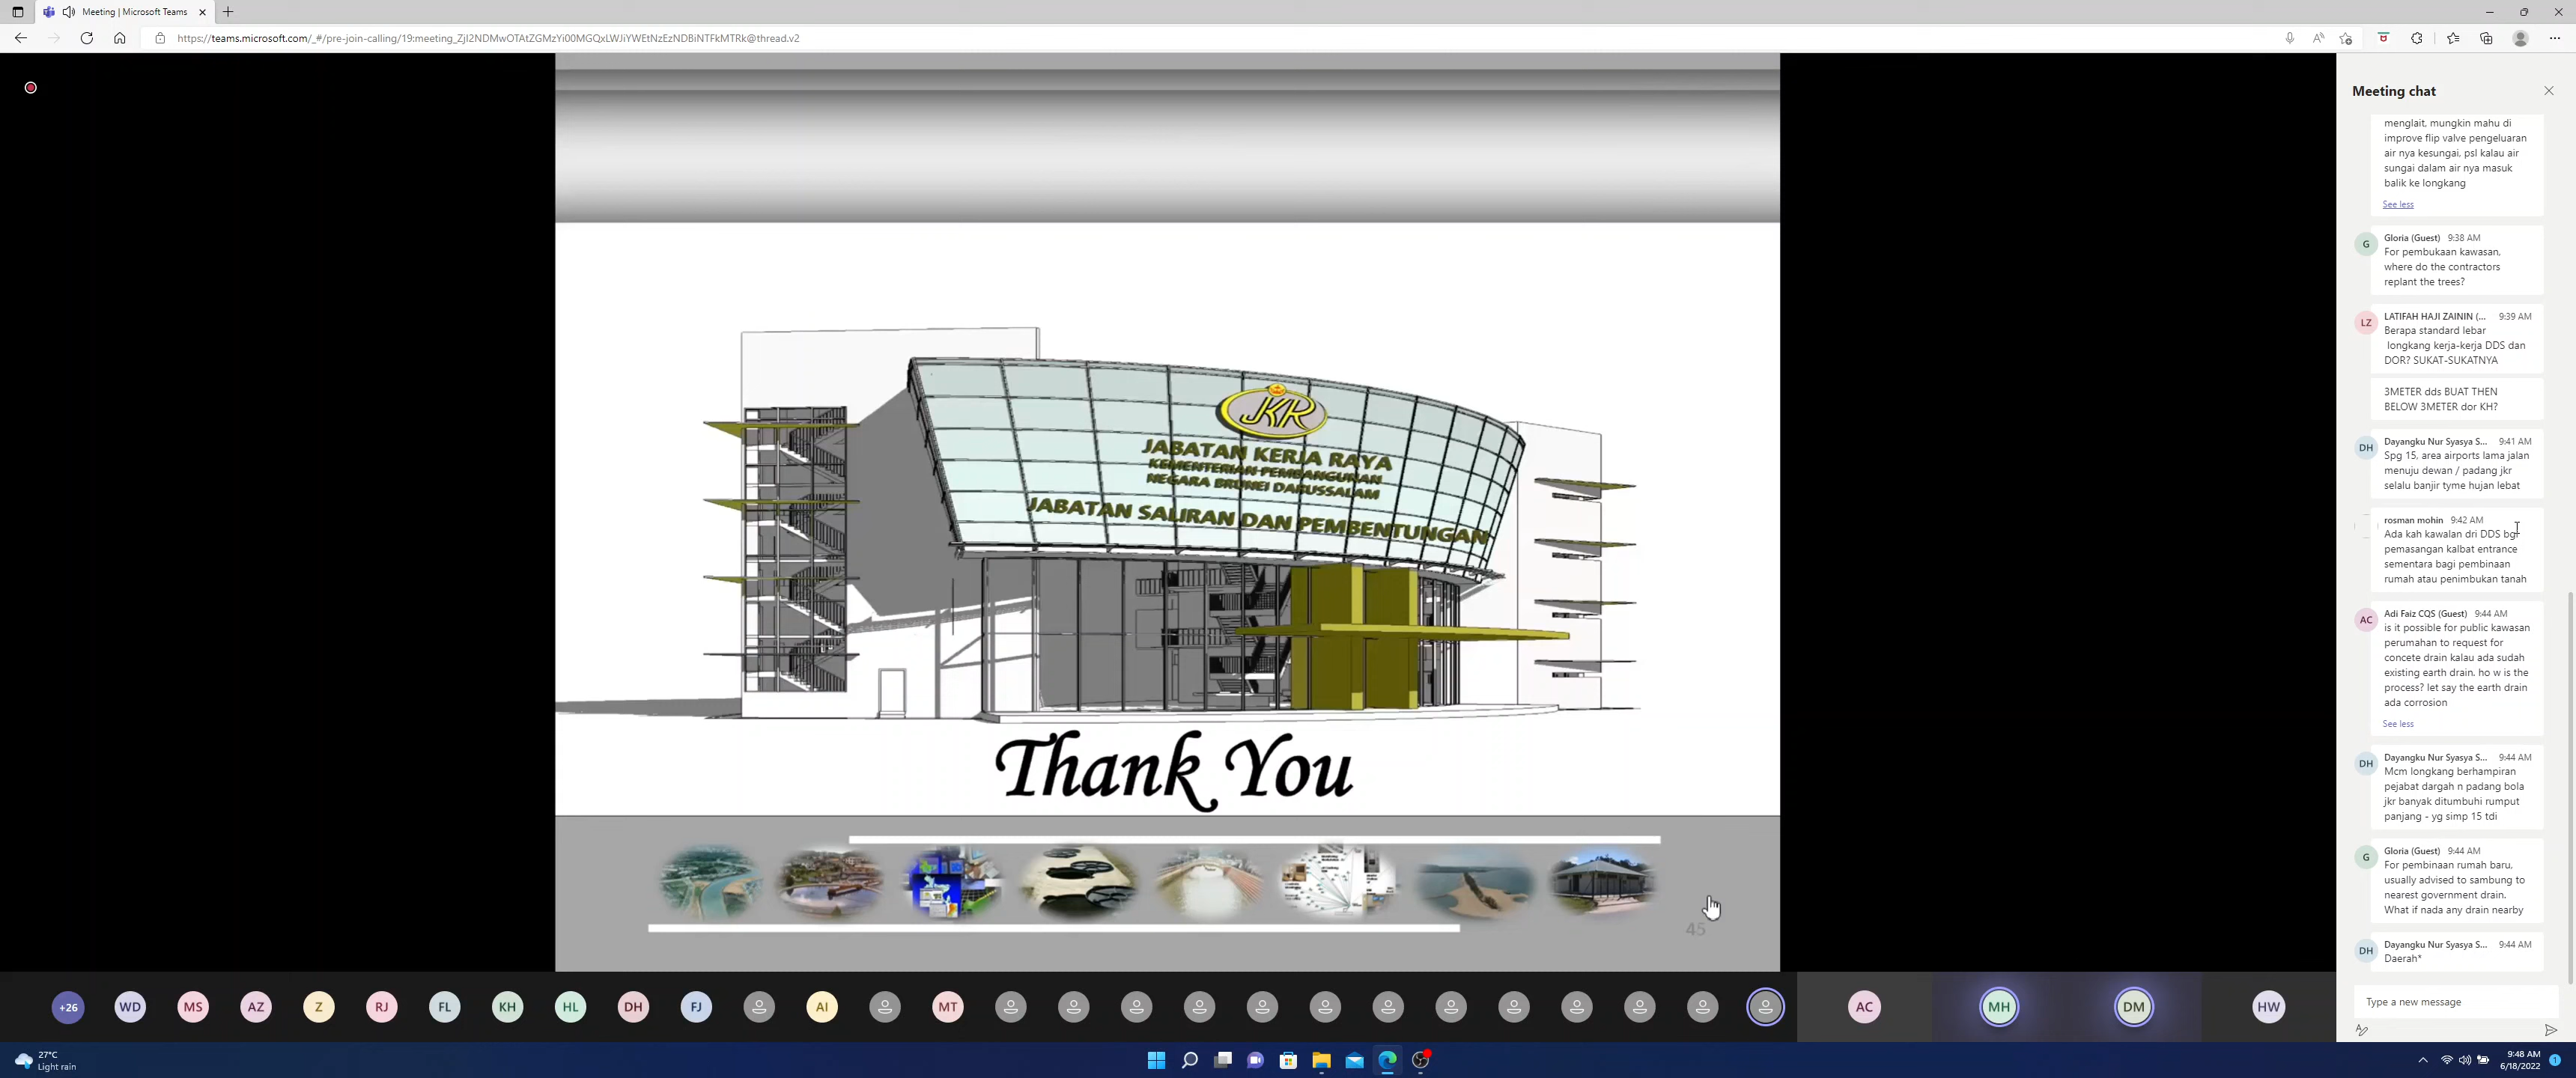 Meeting | Microsoft Teams
https://teams.microsoft.com/_#/pre-join-calling/19:meeting_ZjI2NDMwOTAtZGMzYi00MGQxLWJiYWEtNzEzNDBiNTFkMTRk@thread.v2
JKR
JABATAN KERJA RAYA
KEMENTERIAN PEMBANGUNAN
NEGARA BRUNEI DARUSSALAM
JABATAN SALIRAN DAN PEMBENTUNGAN
Thank You
45
Meeting chat
menglait, mungkin mahu di
improve flip valve pengeluaran
air nya kesungai, psl kalau air
sungai dalam air nya masuk
balik ke longkang
See less
G
Gloria (Guest) 9:38 AM
For pembukaan kawasan,
where do the contractors
replant the trees?
LZ
LATIFAH HAJI ZAININ (... 9:39 AM
Berapa standard lebar
longkang kerja-kerja DDS dan
DOR? SUKAT-SUKATNYA
3METER dds BUAT THEN
BELOW 3METER dor KH?
DH
Dayangku Nur Syasya S... 9:41 AM
Spg 15, area airports lama jalan
menuju dewan / padang jkr
selalu banjir tyme hujan lebat
rosman mohin 9:42 AM
Ada kah kawalan dri DDS bg
pemasangan kalbat entrance
sementara bagi pembinaan
rumah atau penimbukan tanah
AC
Adi Faiz CQS (Guest) 9:44 AM
is it possible for public kawasan
perumahan to request for
concete drain kalau ada sudah
existing earth drain. ho w is the
process? let say the earth drain
ada corrosion
See less
DH
Dayangku Nur Syasya S... 9:44 AM
Mcm longkang berhampiran
pejabat dargah n padang bola
jkr banyak ditumbuhi rumput
panjang - yg simp 15 tdi
G
Gloria (Guest) 9:44 AM
For pembinaan rumah baru,
usually advised to sambung to
nearest government drain.
What if nada any drain nearby
DH
Dayangku Nur Syasya S... 9:44 AM
Daerah*
Type a new message
+26 WD MS AZ Z RJ FL KH HL DH FJ AI MT AC MH DM HW
27°C
Light rain
9:48 AM
6/18/2022
1